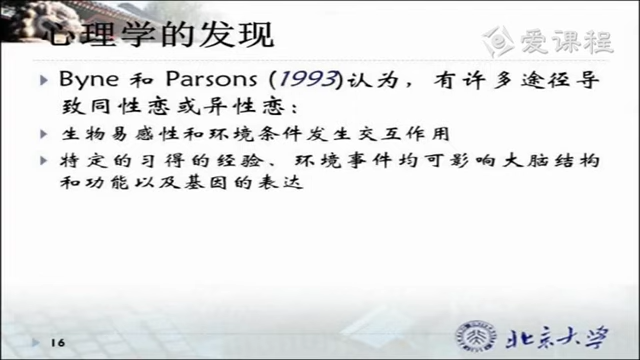 心理学的发现
爱课程
Byne 和 Parsons (1993)认为，有许多途径导
致同性恋或异性恋：
生物易感性和环境条件发生交互作用
特定的习得的经验、环境事件均可影响大脑结构
和功能以及基因的表达
16
北京大学